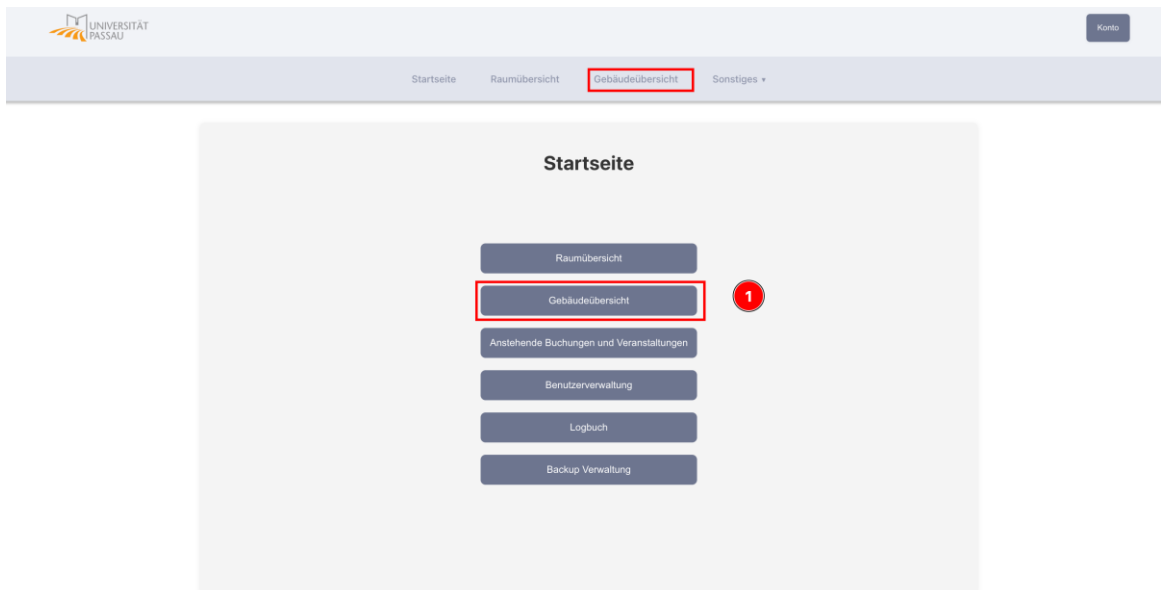 UNIVERSITÄT
PASSAU
Konto
Startseite Raumübersicht Gebäudeübersicht Sonstiges ▾
Startseite
Raumübersicht
Gebäudeübersicht
1
Anstehende Buchungen und Veranstaltungen
Benutzerverwaltung
Logbuch
Backup Verwaltung